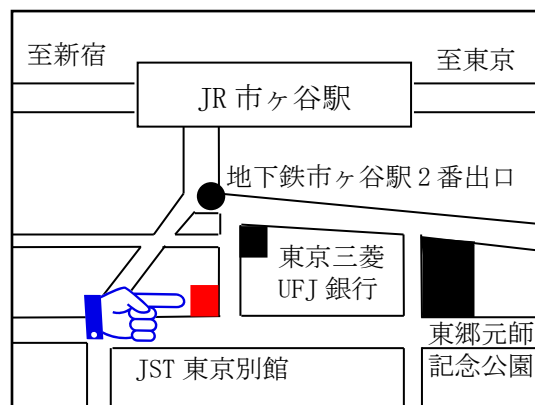 至新宿
至東京
JR 市ヶ谷駅
地下鉄市ヶ谷駅２番出口
東京三菱
UFJ 銀行
東郷元師
記念公園
JST 東京別館